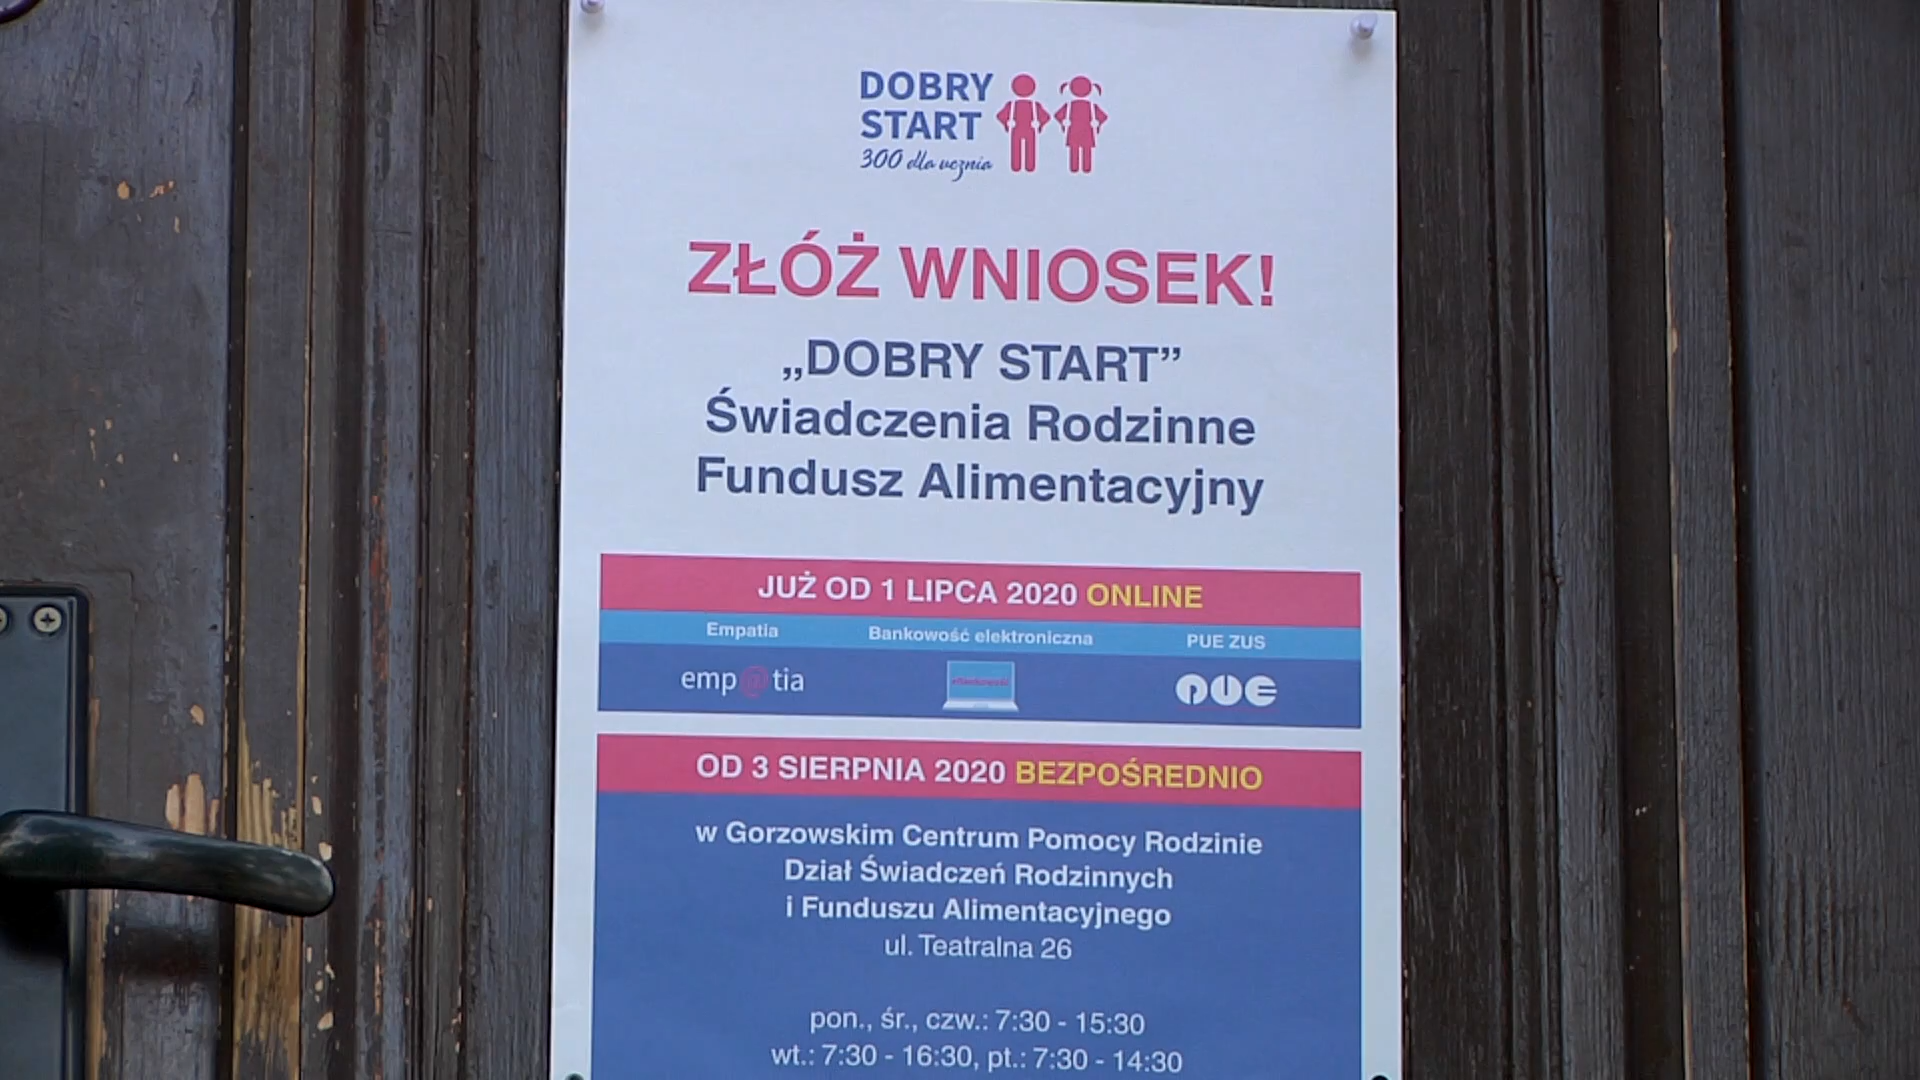 DOBRY
START
300 dla ucznia
ZŁÓŻ WNIOSEK!
„DOBRY START”
Świadczenia Rodzinne
Fundusz Alimentacyjny
JUŻ OD 1 LIPCA 2020 ONLINE
Empatia Bankowość elektroniczna PUE ZUS
emp@tia eBankowość PUE
OD 3 SIERPNIA 2020 BEZPOŚREDNIO
w Gorzowskim Centrum Pomocy Rodzinie
Dział Świadczeń Rodzinnych
i Funduszu Alimentacyjnego
ul. Teatralna 26
pon., śr., czw.: 7:30 - 15:30
wt.: 7:30 - 16:30, pt.: 7:30 - 14:30